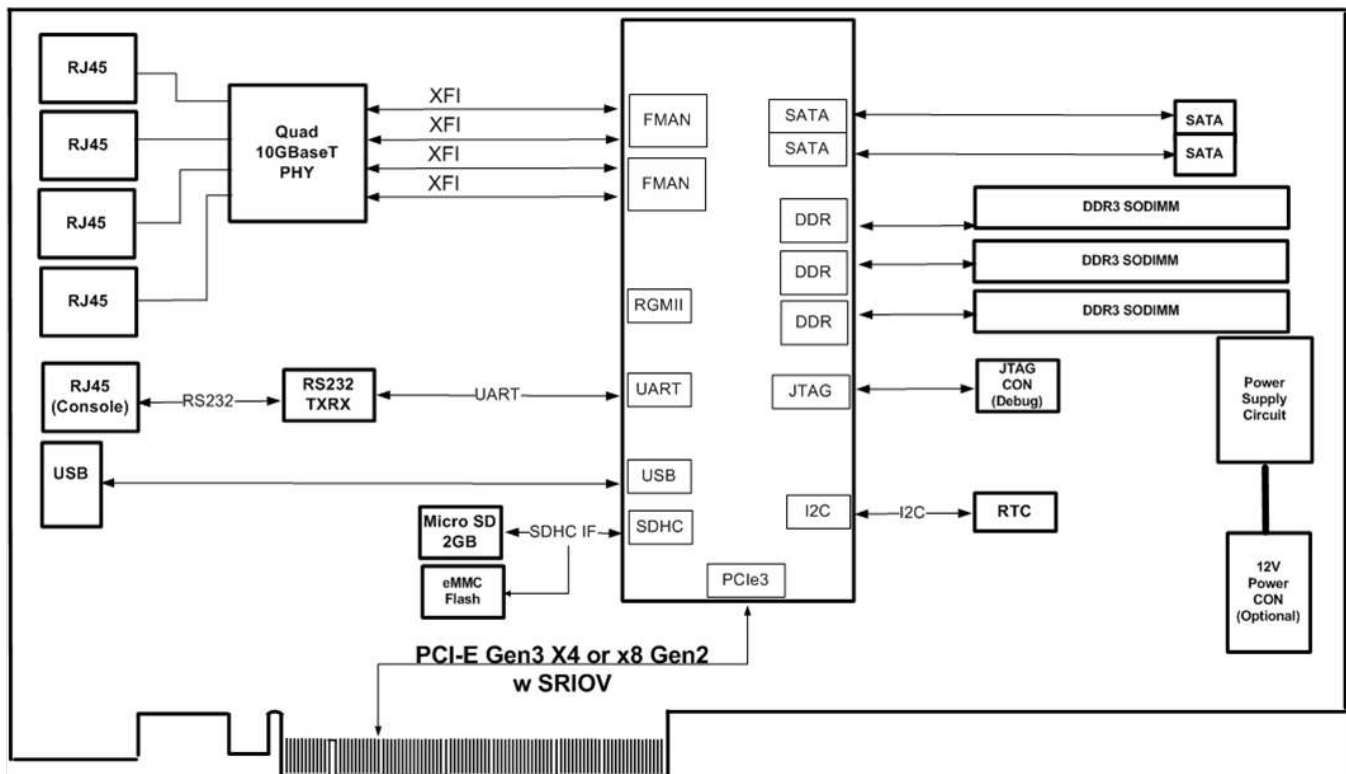 RJ45
RJ45
RJ45
RJ45
Quad
10GBaseT
PHY
XFI
XFI
XFI
XFI
FMAN
FMAN
RGMII
UART
USB
SDHC
PCIe3
SATA
SATA
DDR
DDR
DDR
JTAG
I2C
SATA
SATA
DDR3 SODIMM
DDR3 SODIMM
DDR3 SODIMM
RJ45
(Console)
RS232
RS232
TXRX
UART
JTAG
CON
(Debug)
Power
Supply
Circuit
USB
Micro SD
2GB
SDHC IF
eMMC
Flash
I2C
RTC
12V
Power
CON
(Optional)
PCI-E Gen3 X4 or x8 Gen2
w SRIOV